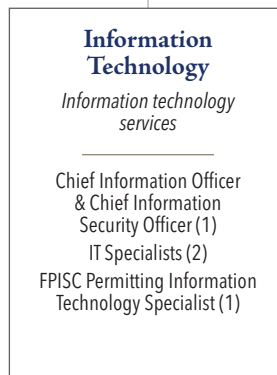 Information
Technology
Information technology
services
Chief Information Officer
& Chief Information
Security Officer (1)
IT Specialists (2)
FPISC Permitting Information
Technology Specialist (1)